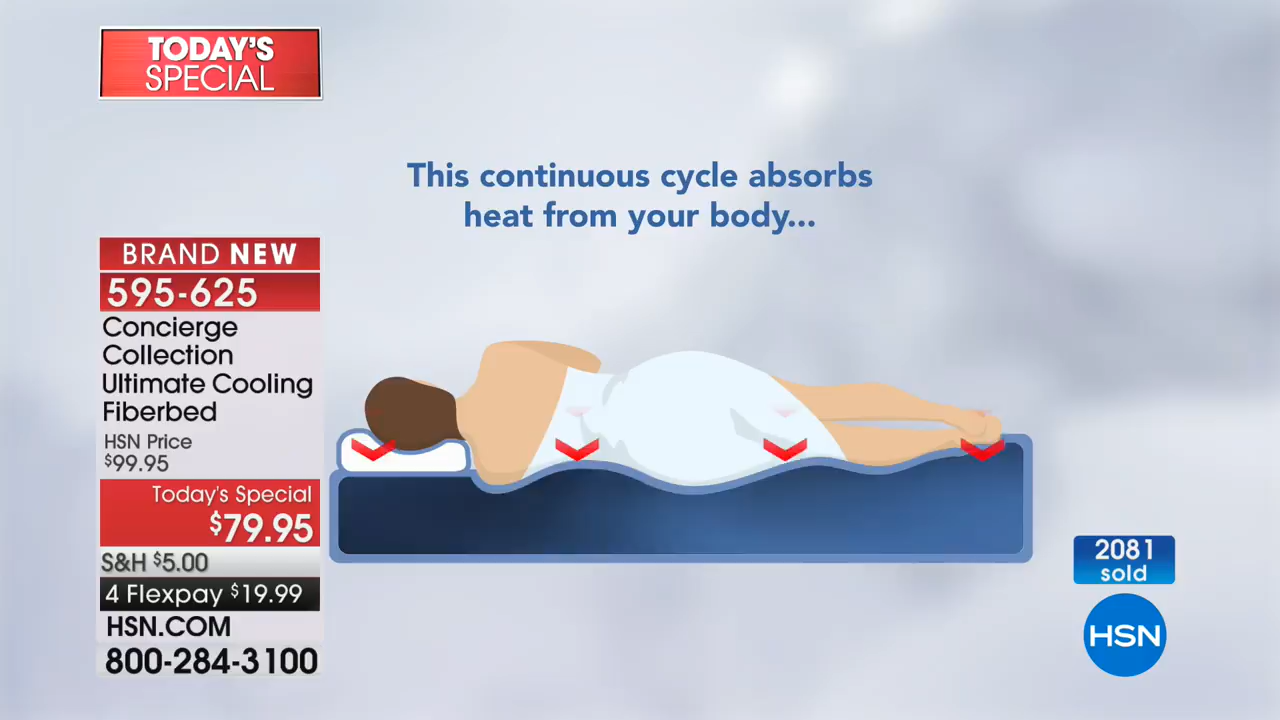 TODAY'S
SPECIAL
This continuous cycle absorbs
heat from your body...
BRAND NEW
595-625
Concierge
Collection
Ultimate Cooling
Fiberbed
HSN Price
$99.95
Today's Special
$79.95
S&H $5.00
4 Flexpay $19.99
HSN.COM
800-284-3100
2081
sold
HSN